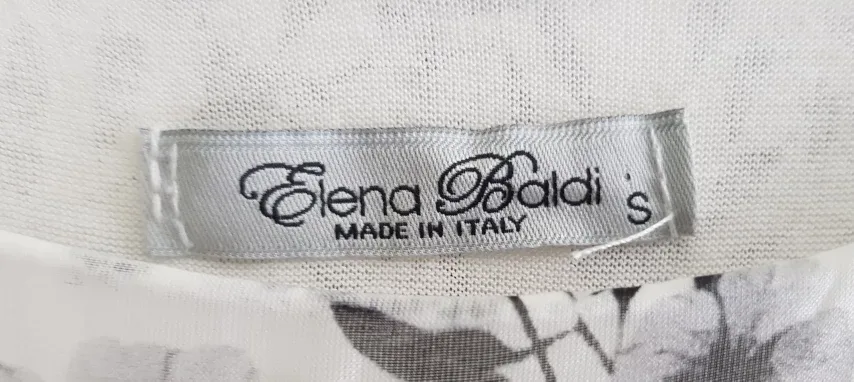 Elena Baldi S
MADE IN ITALY